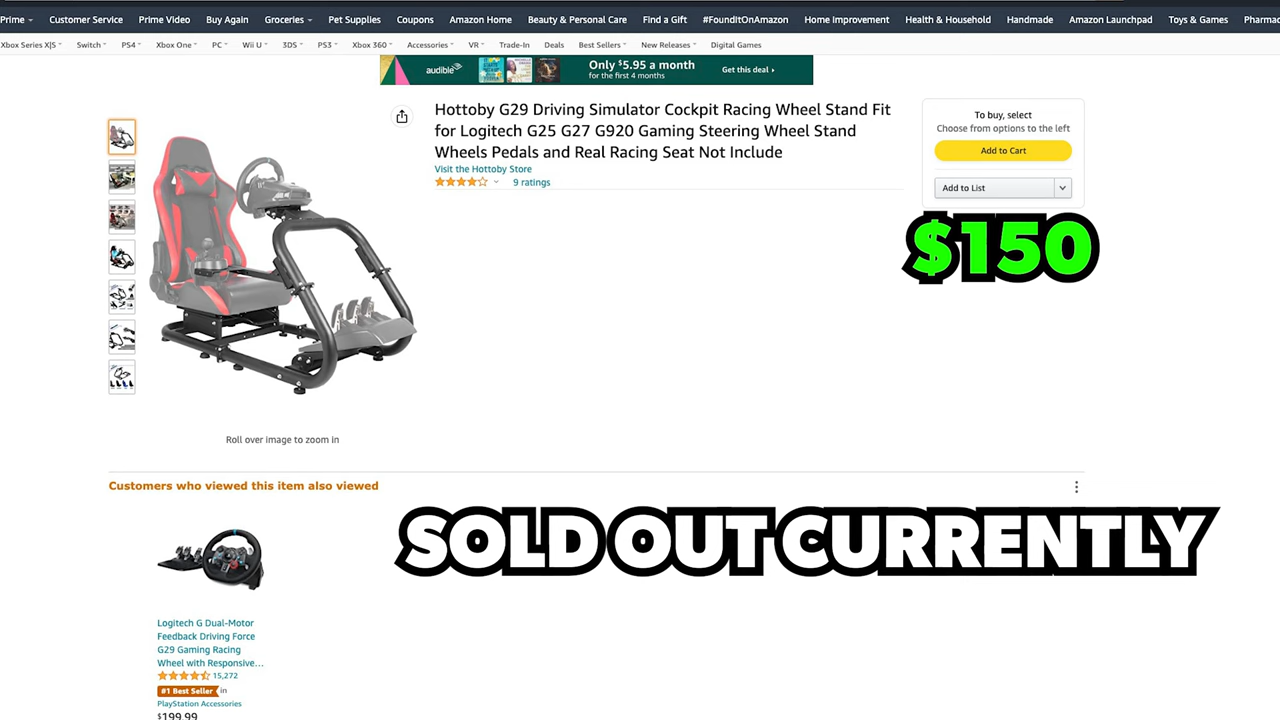 Prime Customer Service Prime Video Buy Again Groceries Pet Supplies Coupons Amazon Home Beauty & Personal Care Find a Gift #FoundItOnAmazon Home Improvement Health & Household Handmade Amazon Launchpad Toys & Games Pharmac
Xbox Series X|S Switch PS4 Xbox One PC Wii U 3DS PS3 Xbox 360 Accessories VR Trade-In Deals Best Sellers New Releases Digital Games
audible
Only $5.95 a month
for the first 4 months
Get this deal ›
Hottoby G29 Driving Simulator Cockpit Racing Wheel Stand Fit
for Logitech G25 G27 G920 Gaming Steering Wheel Stand
Wheels Pedals and Real Racing Seat Not Include
Visit the Hottoby Store
9 ratings
To buy, select
Choose from options to the left
Add to Cart
Add to List
$150
Roll over image to zoom in
Customers who viewed this item also viewed
SOLD OUT CURRENTLY
Logitech G Dual-Motor
Feedback Driving Force
G29 Gaming Racing
Wheel with Responsive…
15,272
#1 Best Seller in
PlayStation Accessories
$199.99